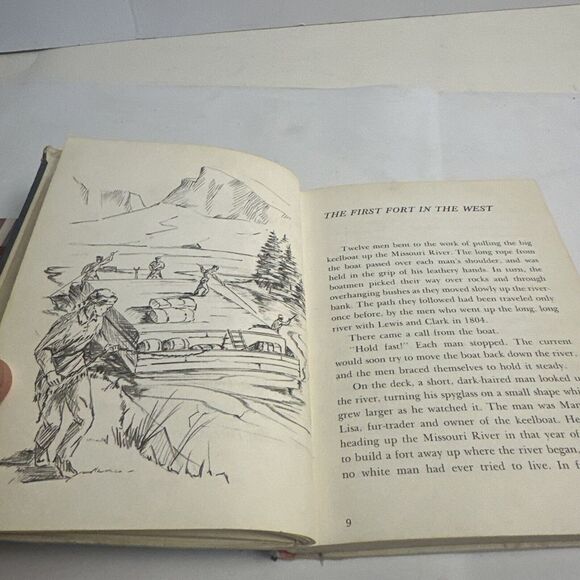 THE FIRST FORT IN THE WEST
Twelve men bent to the work of pulling the big
keelboat up the Missouri River. The long rope from
the boat passed over each man's shoulder, and was
held in the grip of his leathery hands. In turn, the
boatmen picked their way over rocks and through
overhanging bushes as they moved slowly up the river-
bank. The path they followed had been traveled only
once before, by the men who went up the long, long
river with Lewis and Clark in 1804.
There came a call from the boat.
"Hold fast!" Each man stopped. The current
would soon try to move the boat back down the river,
and the men braced themselves to hold it steady.
On the deck, a short, dark-haired man looked
the river, turning his spyglass on a small shape
grew larger as he watched it. The man was
Lisa, fur-trader and owner of the keelboat. He
heading up the Missouri River in that year of
to build a fort away up where the river began,
no white man had ever tried to live. In
9